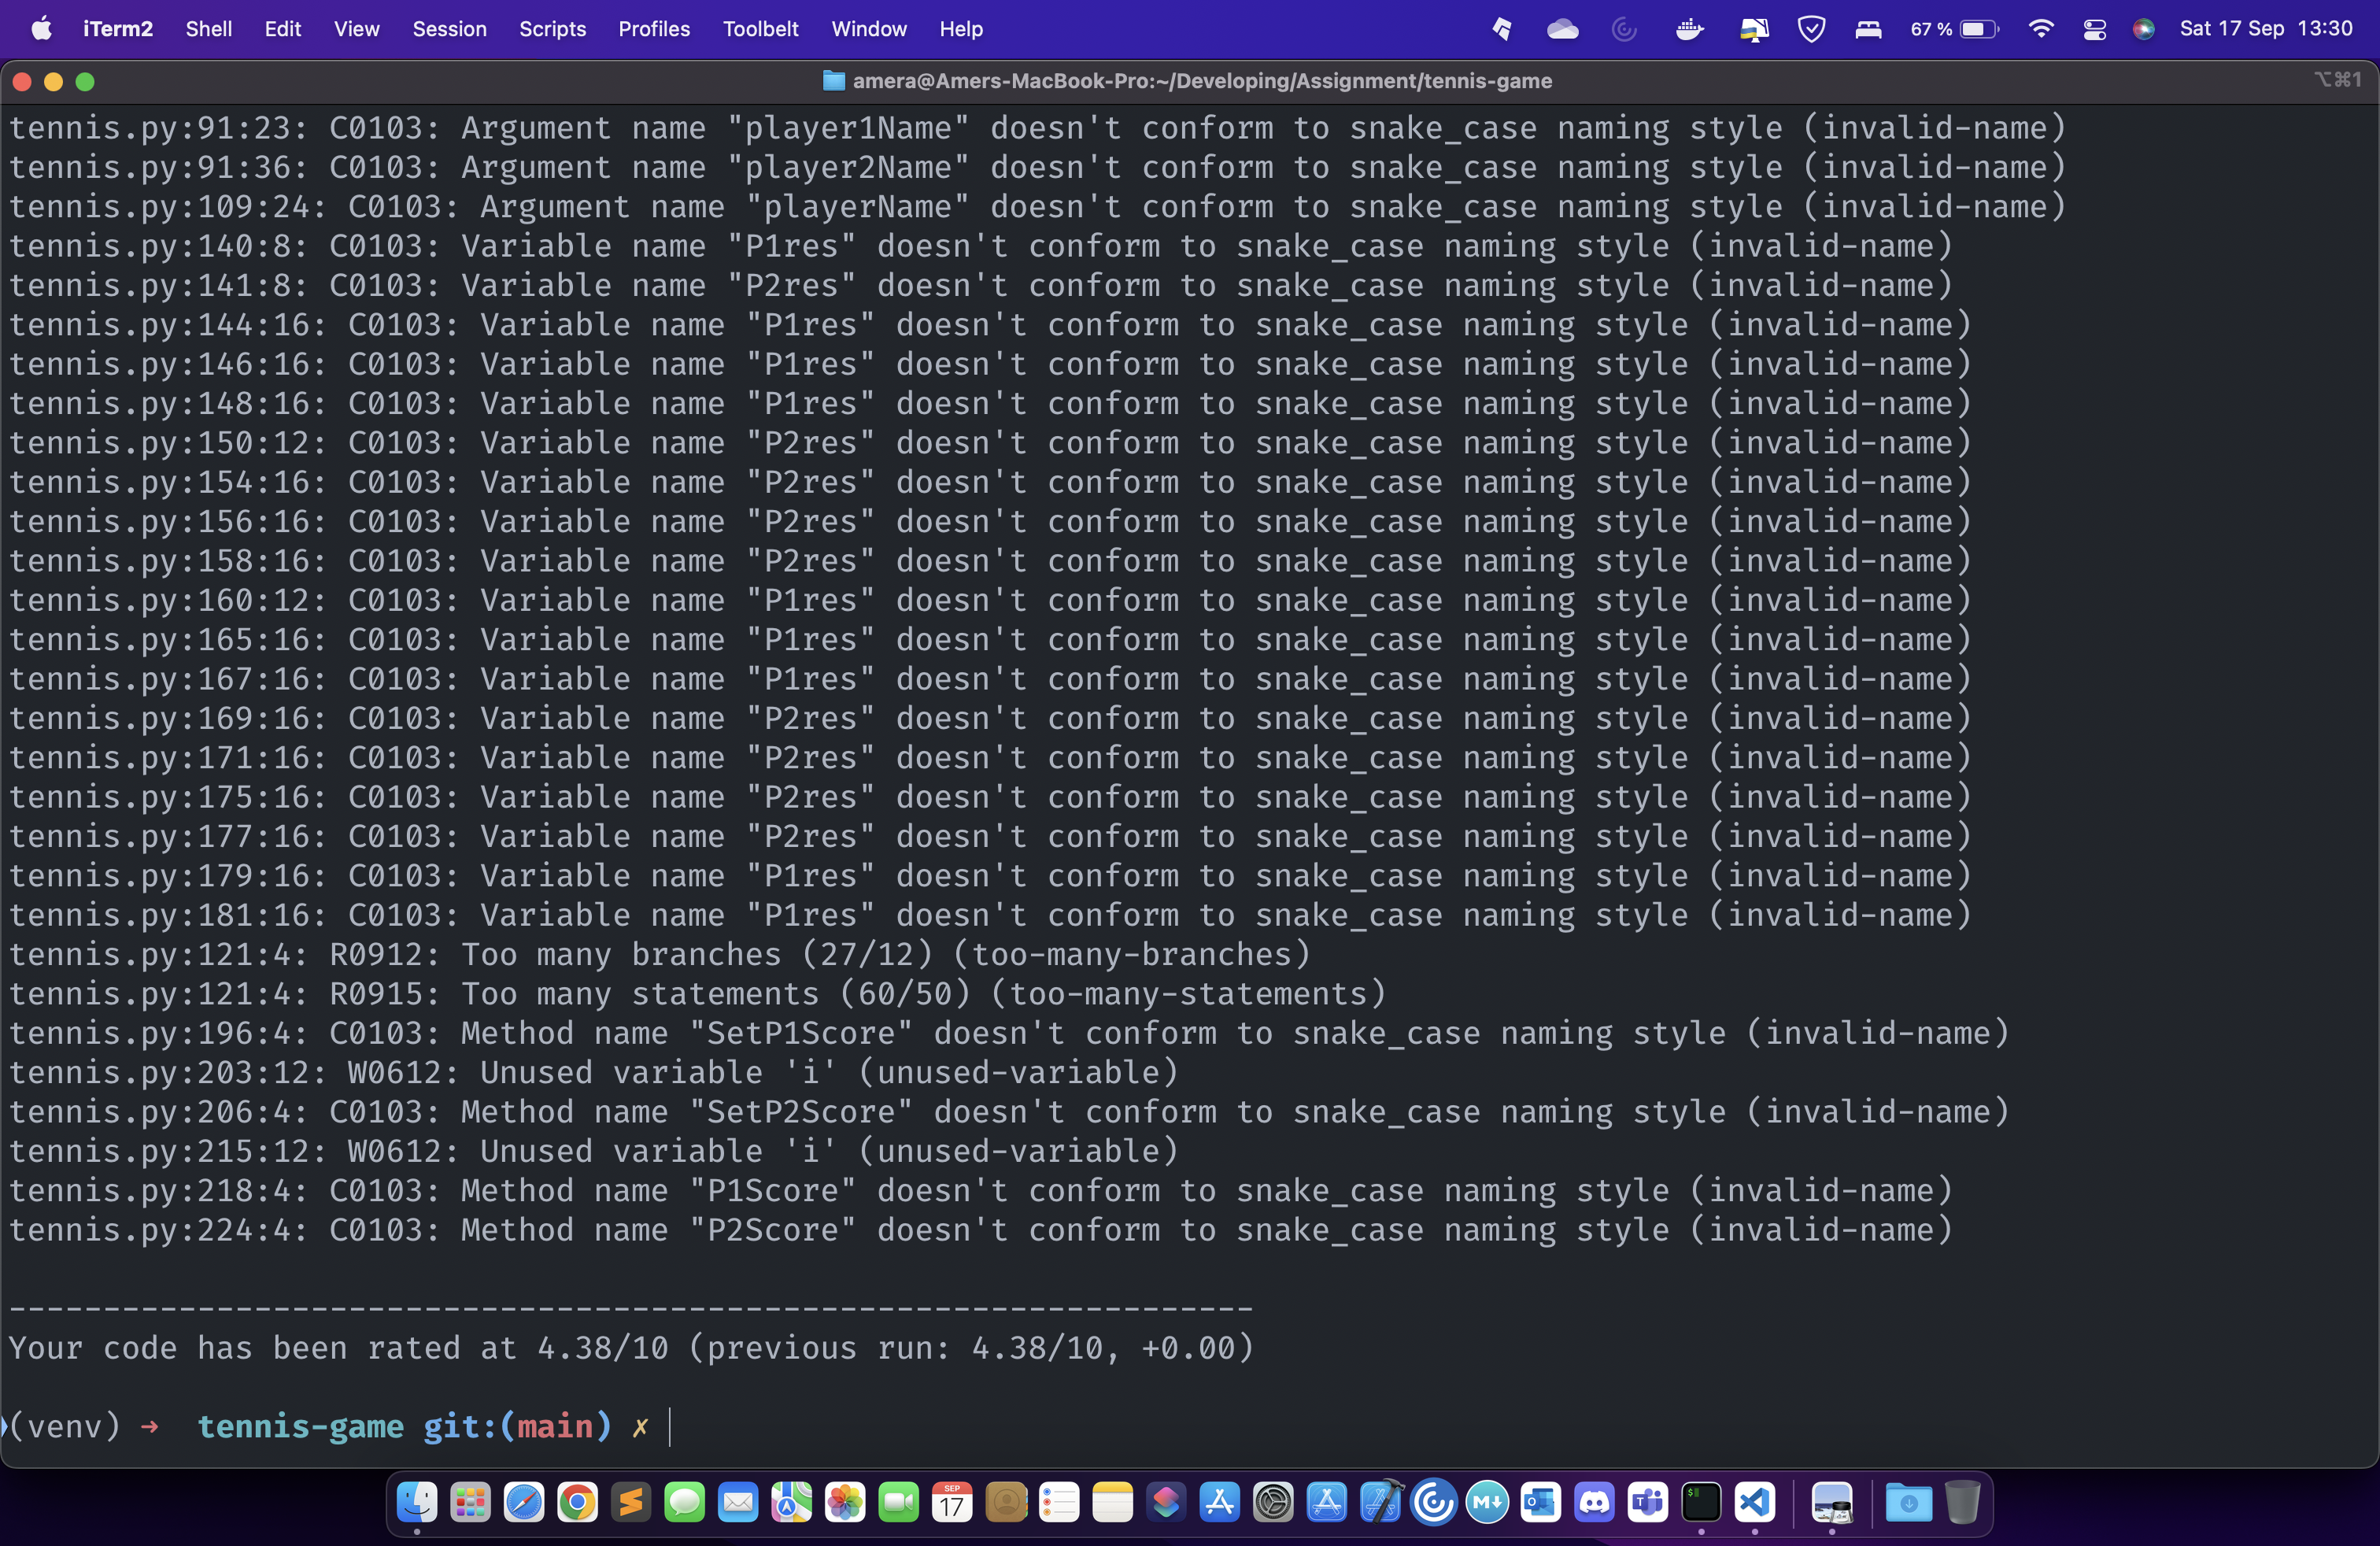 iTerm2 Shell Edit View Session Scripts Profiles Toolbelt Window Help 67 % Sat 17 Sep 13:30
amera@Amers-MacBook-Pro:~/Developing/Assignment/tennis-game ⌥⌘1
tennis.py:91:23: C0103: Argument name "player1Name" doesn't conform to snake_case naming style (invalid-name)
tennis.py:91:36: C0103: Argument name "player2Name" doesn't conform to snake_case naming style (invalid-name)
tennis.py:109:24: C0103: Argument name "playerName" doesn't conform to snake_case naming style (invalid-name)
tennis.py:140:8: C0103: Variable name "P1res" doesn't conform to snake_case naming style (invalid-name)
tennis.py:141:8: C0103: Variable name "P2res" doesn't conform to snake_case naming style (invalid-name)
tennis.py:144:16: C0103: Variable name "P1res" doesn't conform to snake_case naming style (invalid-name)
tennis.py:146:16: C0103: Variable name "P1res" doesn't conform to snake_case naming style (invalid-name)
tennis.py:148:16: C0103: Variable name "P1res" doesn't conform to snake_case naming style (invalid-name)
tennis.py:150:12: C0103: Variable name "P2res" doesn't conform to snake_case naming style (invalid-name)
tennis.py:154:16: C0103: Variable name "P2res" doesn't conform to snake_case naming style (invalid-name)
tennis.py:156:16: C0103: Variable name "P2res" doesn't conform to snake_case naming style (invalid-name)
tennis.py:158:16: C0103: Variable name "P2res" doesn't conform to snake_case naming style (invalid-name)
tennis.py:160:12: C0103: Variable name "P1res" doesn't conform to snake_case naming style (invalid-name)
tennis.py:165:16: C0103: Variable name "P1res" doesn't conform to snake_case naming style (invalid-name)
tennis.py:167:16: C0103: Variable name "P1res" doesn't conform to snake_case naming style (invalid-name)
tennis.py:169:16: C0103: Variable name "P2res" doesn't conform to snake_case naming style (invalid-name)
tennis.py:171:16: C0103: Variable name "P2res" doesn't conform to snake_case naming style (invalid-name)
tennis.py:175:16: C0103: Variable name "P2res" doesn't conform to snake_case naming style (invalid-name)
tennis.py:177:16: C0103: Variable name "P2res" doesn't conform to snake_case naming style (invalid-name)
tennis.py:179:16: C0103: Variable name "P1res" doesn't conform to snake_case naming style (invalid-name)
tennis.py:181:16: C0103: Variable name "P1res" doesn't conform to snake_case naming style (invalid-name)
tennis.py:121:4: R0912: Too many branches (27/12) (too-many-branches)
tennis.py:121:4: R0915: Too many statements (60/50) (too-many-statements)
tennis.py:196:4: C0103: Method name "SetP1Score" doesn't conform to snake_case naming style (invalid-name)
tennis.py:203:12: W0612: Unused variable 'i' (unused-variable)
tennis.py:206:4: C0103: Method name "SetP2Score" doesn't conform to snake_case naming style (invalid-name)
tennis.py:215:12: W0612: Unused variable 'i' (unused-variable)
tennis.py:218:4: C0103: Method name "P1Score" doesn't conform to snake_case naming style (invalid-name)
tennis.py:224:4: C0103: Method name "P2Score" doesn't conform to snake_case naming style (invalid-name)
------------------------------------------------------------------
Your code has been rated at 4.38/10 (previous run: 4.38/10, +0.00)
(venv) → tennis-game git:(main) ✗
SEP
17